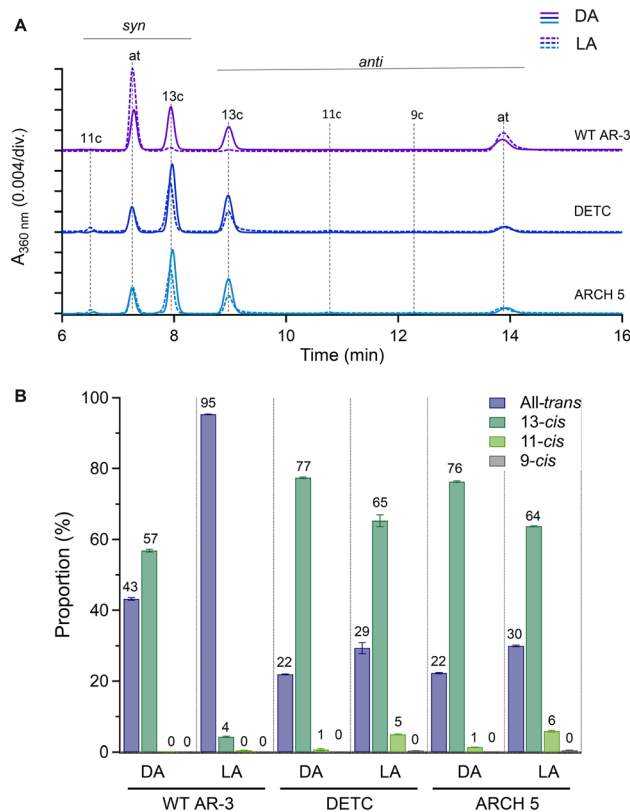 A
syn
anti
DA
LA
at
13c
11c
13c
11c
9c
at
WT AR-3
DETC
ARCH 5
A360 nm (0.004/div.)
6 8 10 12 14 16
Time (min)
B
All-trans
13-cis
11-cis
9-cis
Proportion (%)
100
80
60
40
20
0
43 57 0 0
95 4 0 0
22 77 1 0
29 65 5 0
22 76 1 0
30 64 6 0
DA LA DA LA DA LA
WT AR-3 DETC ARCH 5